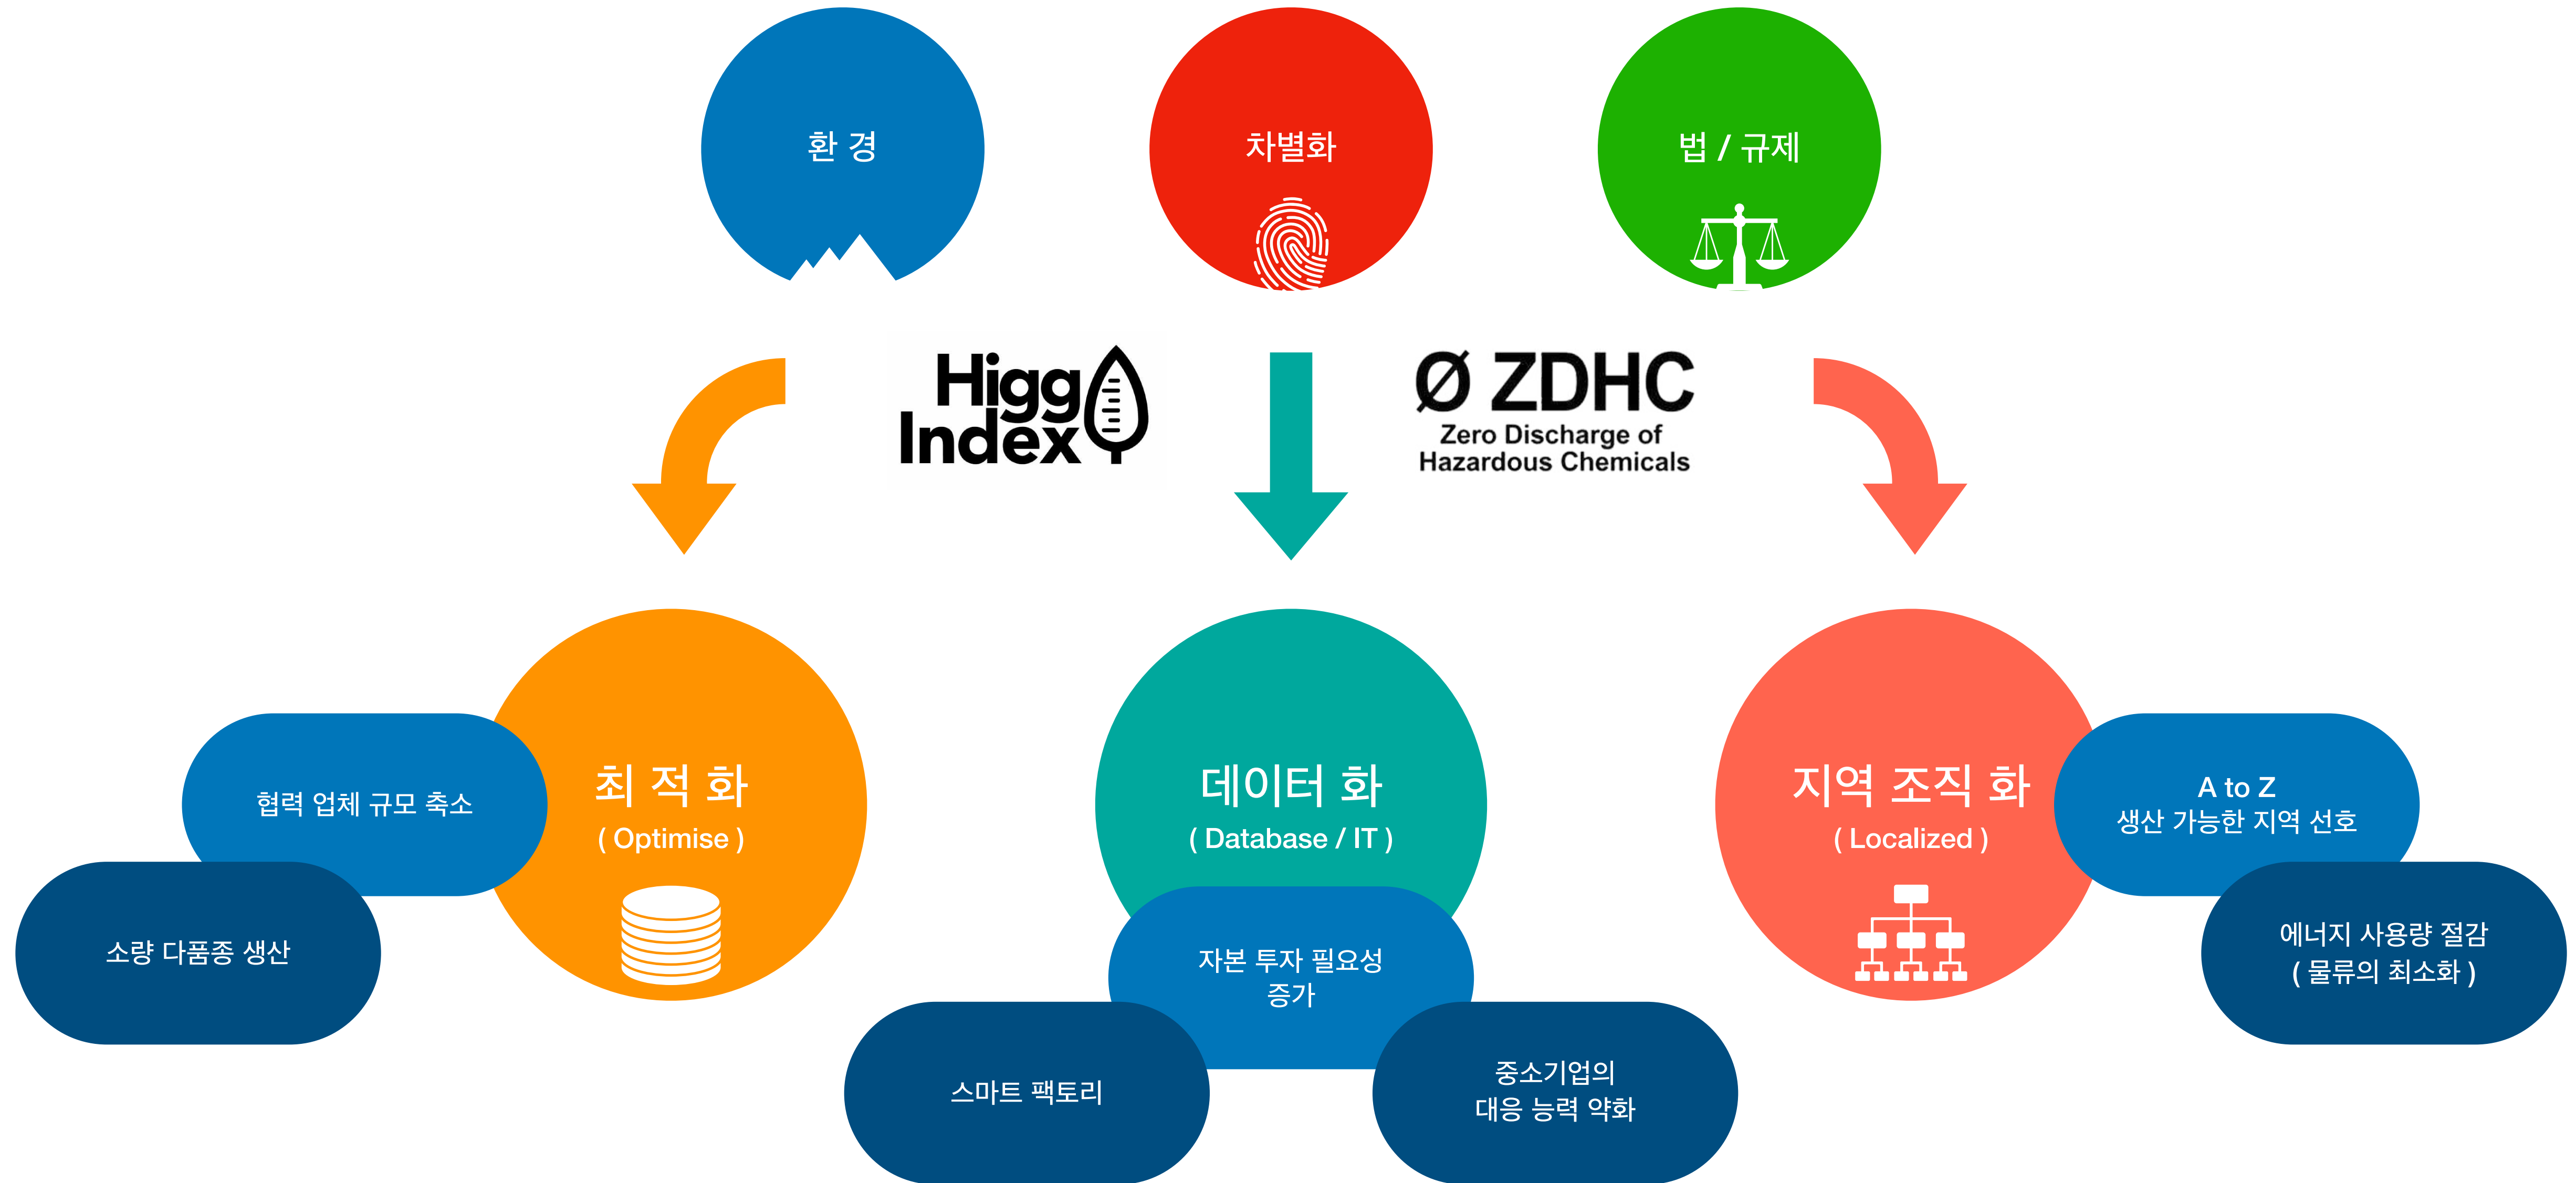 환 경
차별화
법 / 규제
Higg
Index
Ø ZDHC
Zero Discharge of
Hazardous Chemicals
최 적 화
( Optimise )
협력 업체 규모 축소
소량 다품종 생산
데이터 화
( Database / IT )
자본 투자 필요성
증가
스마트 팩토리
중소기업의
대응 능력 약화
지역 조직 화
( Localized )
A to Z
생산 가능한 지역 선호
에너지 사용량 절감
( 물류의 최소화 )